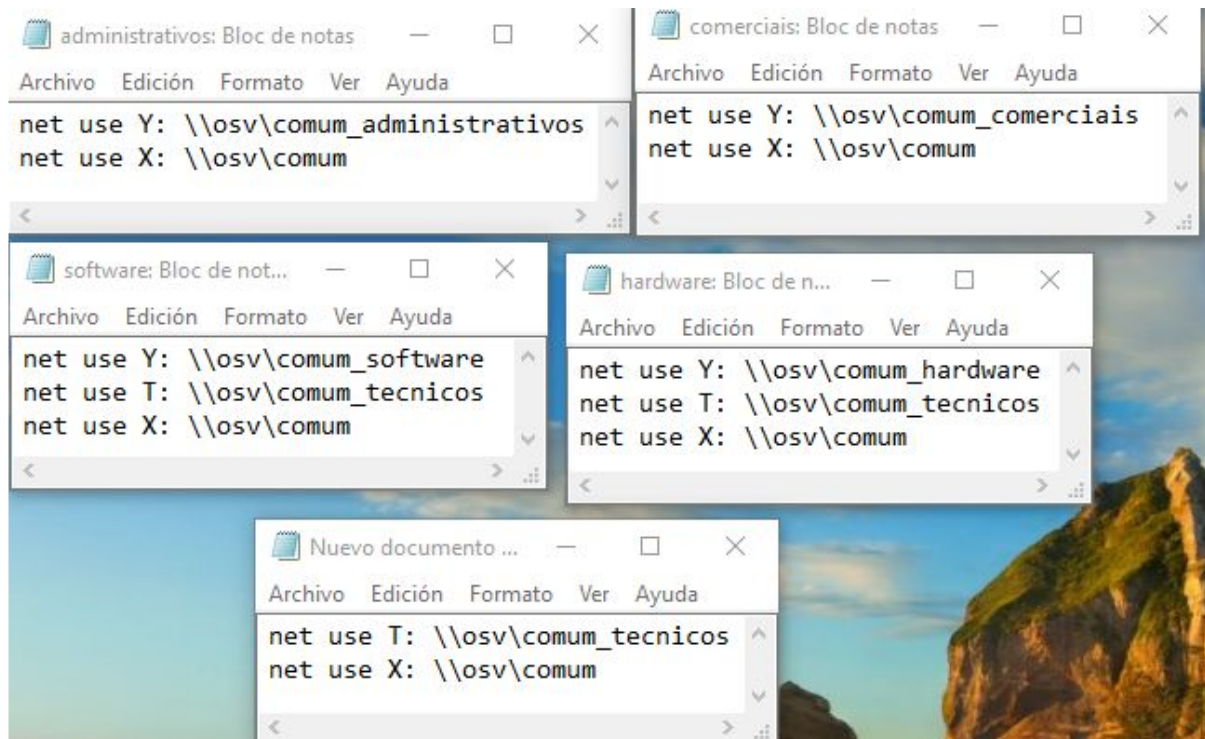 administrativos: Bloc de notas
Archivo Edición Formato Ver Ayuda
net use Y: \\osv\comum_administrativos
net use X: \\osv\comum
comerciais: Bloc de notas
Archivo Edición Formato Ver Ayuda
net use Y: \\osv\comum_comerciais
net use X: \\osv\comum
software: Bloc de not...
Archivo Edición Formato Ver Ayuda
net use Y: \\osv\comum_software
net use T: \\osv\comum_tecnicos
net use X: \\osv\comum
hardware: Bloc de n...
Archivo Edición Formato Ver Ayuda
net use Y: \\osv\comum_hardware
net use T: \\osv\comum_tecnicos
net use X: \\osv\comum
Nuevo documento ...
Archivo Edición Formato Ver Ayuda
net use T: \\osv\comum_tecnicos
net use X: \\osv\comum